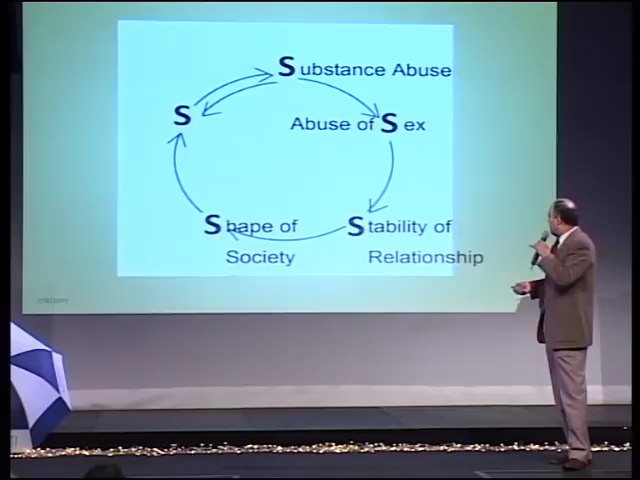 Substance Abuse
S
Abuse of Sex
Shape of
Society
Stability of
Relationship